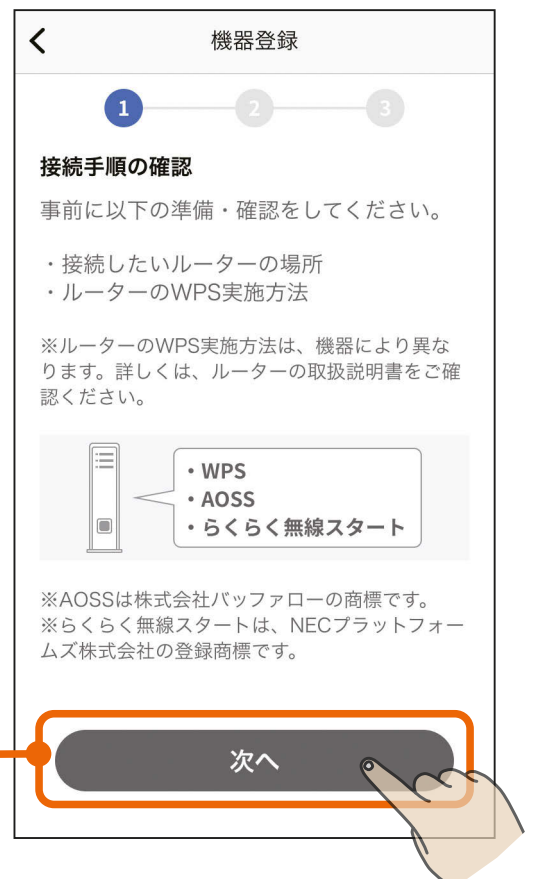 機器登録
1 2 3
接続手順の確認
事前に以下の準備・確認をしてください。
・接続したいルーターの場所
・ルーターのWPS実施方法
※ルーターのWPS実施方法は、機器により異な
ります。詳しくは、ルーターの取扱説明書をご確
認ください。
・WPS
・AOSS
・らくらく無線スタート
※AOSSは株式会社バッファローの商標です。
※らくらく無線スタートは、NECプラットフォー
ムズ株式会社の登録商標です。
次へ